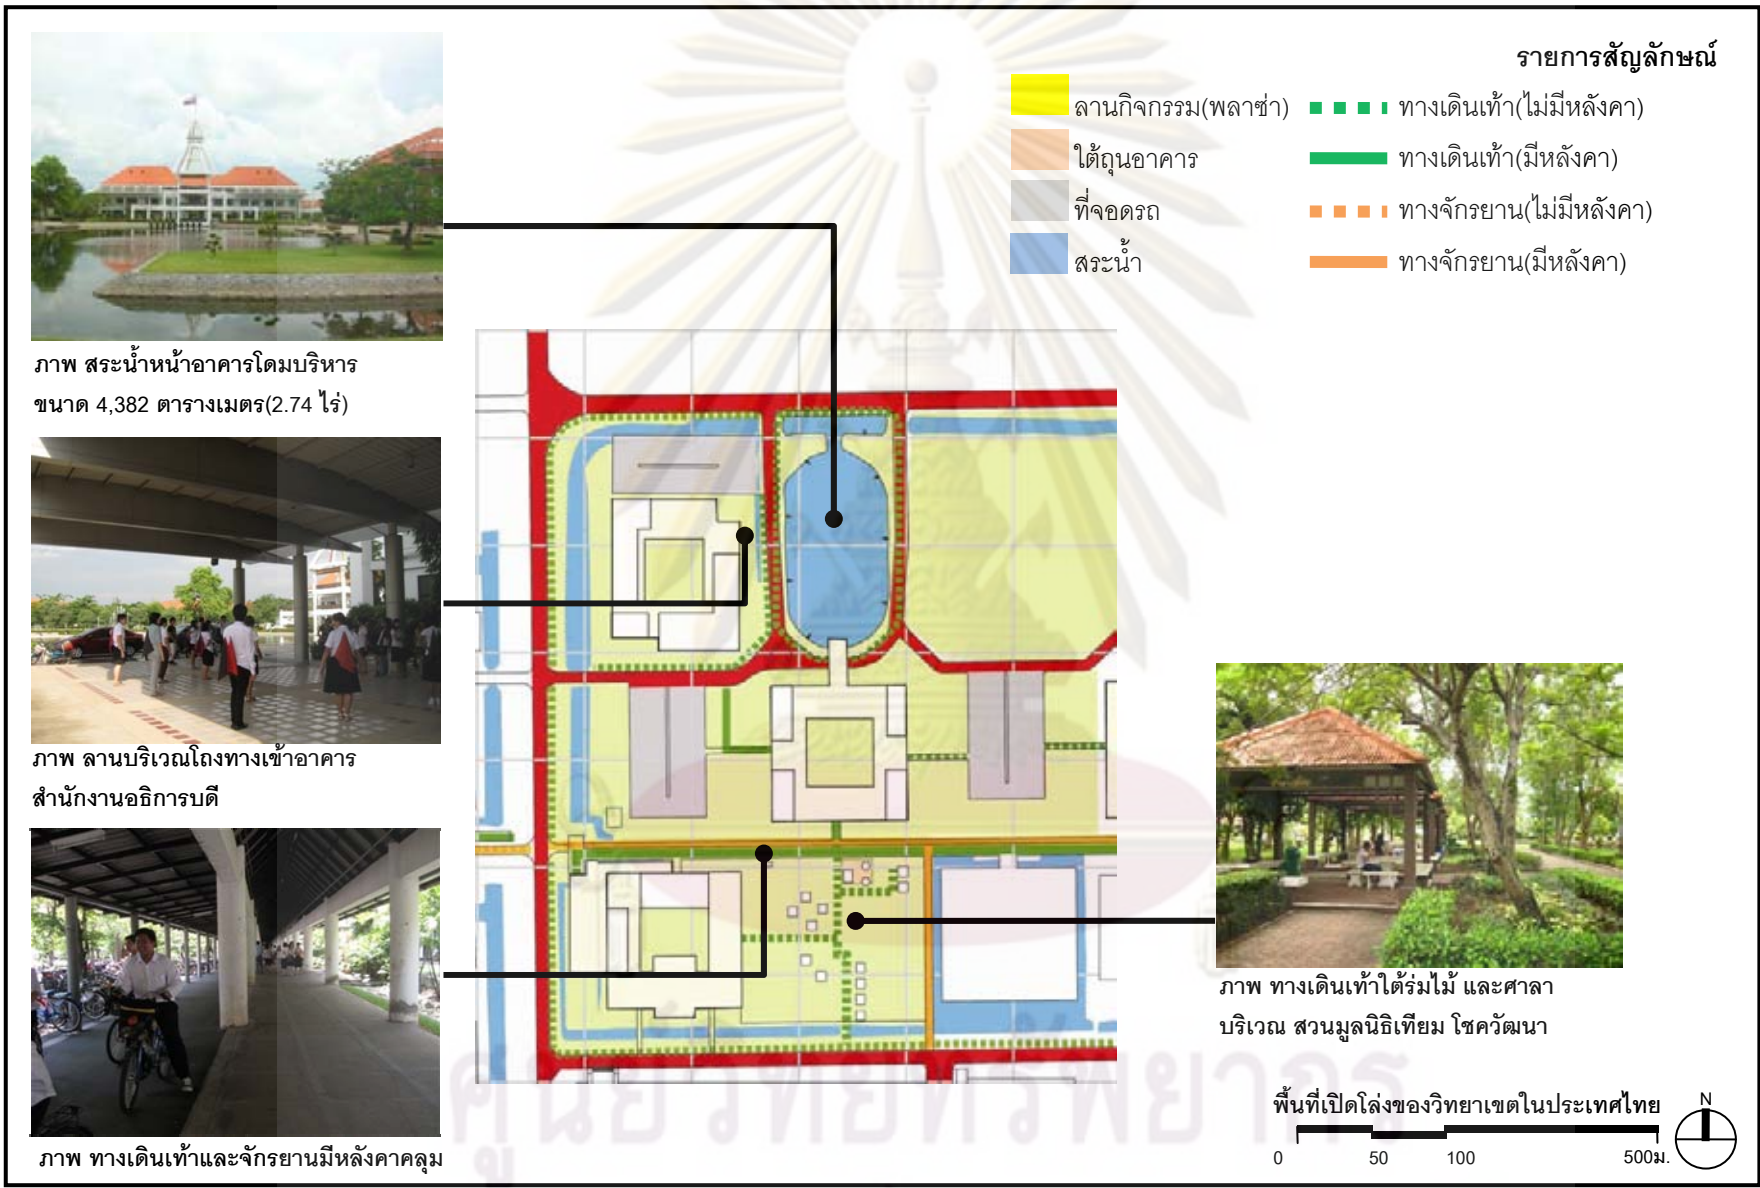 รายการสัญลักษณ์
ลานกิจกรรม(พลาซ่า)
ใต้ถุนอาคาร
ที่จอดรถ
สระน้ำ
ทางเดินเท้า(ไม่มีหลังคา)
ทางเดินเท้า(มีหลังคา)
ทางจักรยาน(ไม่มีหลังคา)
ทางจักรยาน(มีหลังคา)
ภาพ สระน้ำหน้าอาคารโดมบริหาร
ขนาด 4,382 ตารางเมตร(2.74 ไร่)
ภาพ ลานบริเวณโถงทางเข้าอาคาร
สำนักงานอธิการบดี
ภาพ ทางเดินเท้าและจักรยานมีหลังคาคลุม
ภาพ ทางเดินเท้าใต้ร่มไม้ และศาลา
บริเวณ สวนมูลนิธิเทียม โชควัฒนา
พื้นที่เปิดโล่งของวิทยาเขตในประเทศไทย
N
0 50 100 500ม.
ศูนย์วิทยทรัพยากร